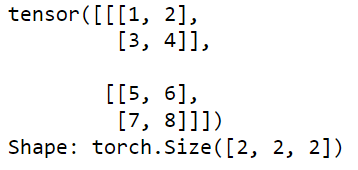 tensor([[[1, 2],
         [3, 4]],

        [[5, 6],
         [7, 8]]])
Shape: torch.Size([2, 2, 2])